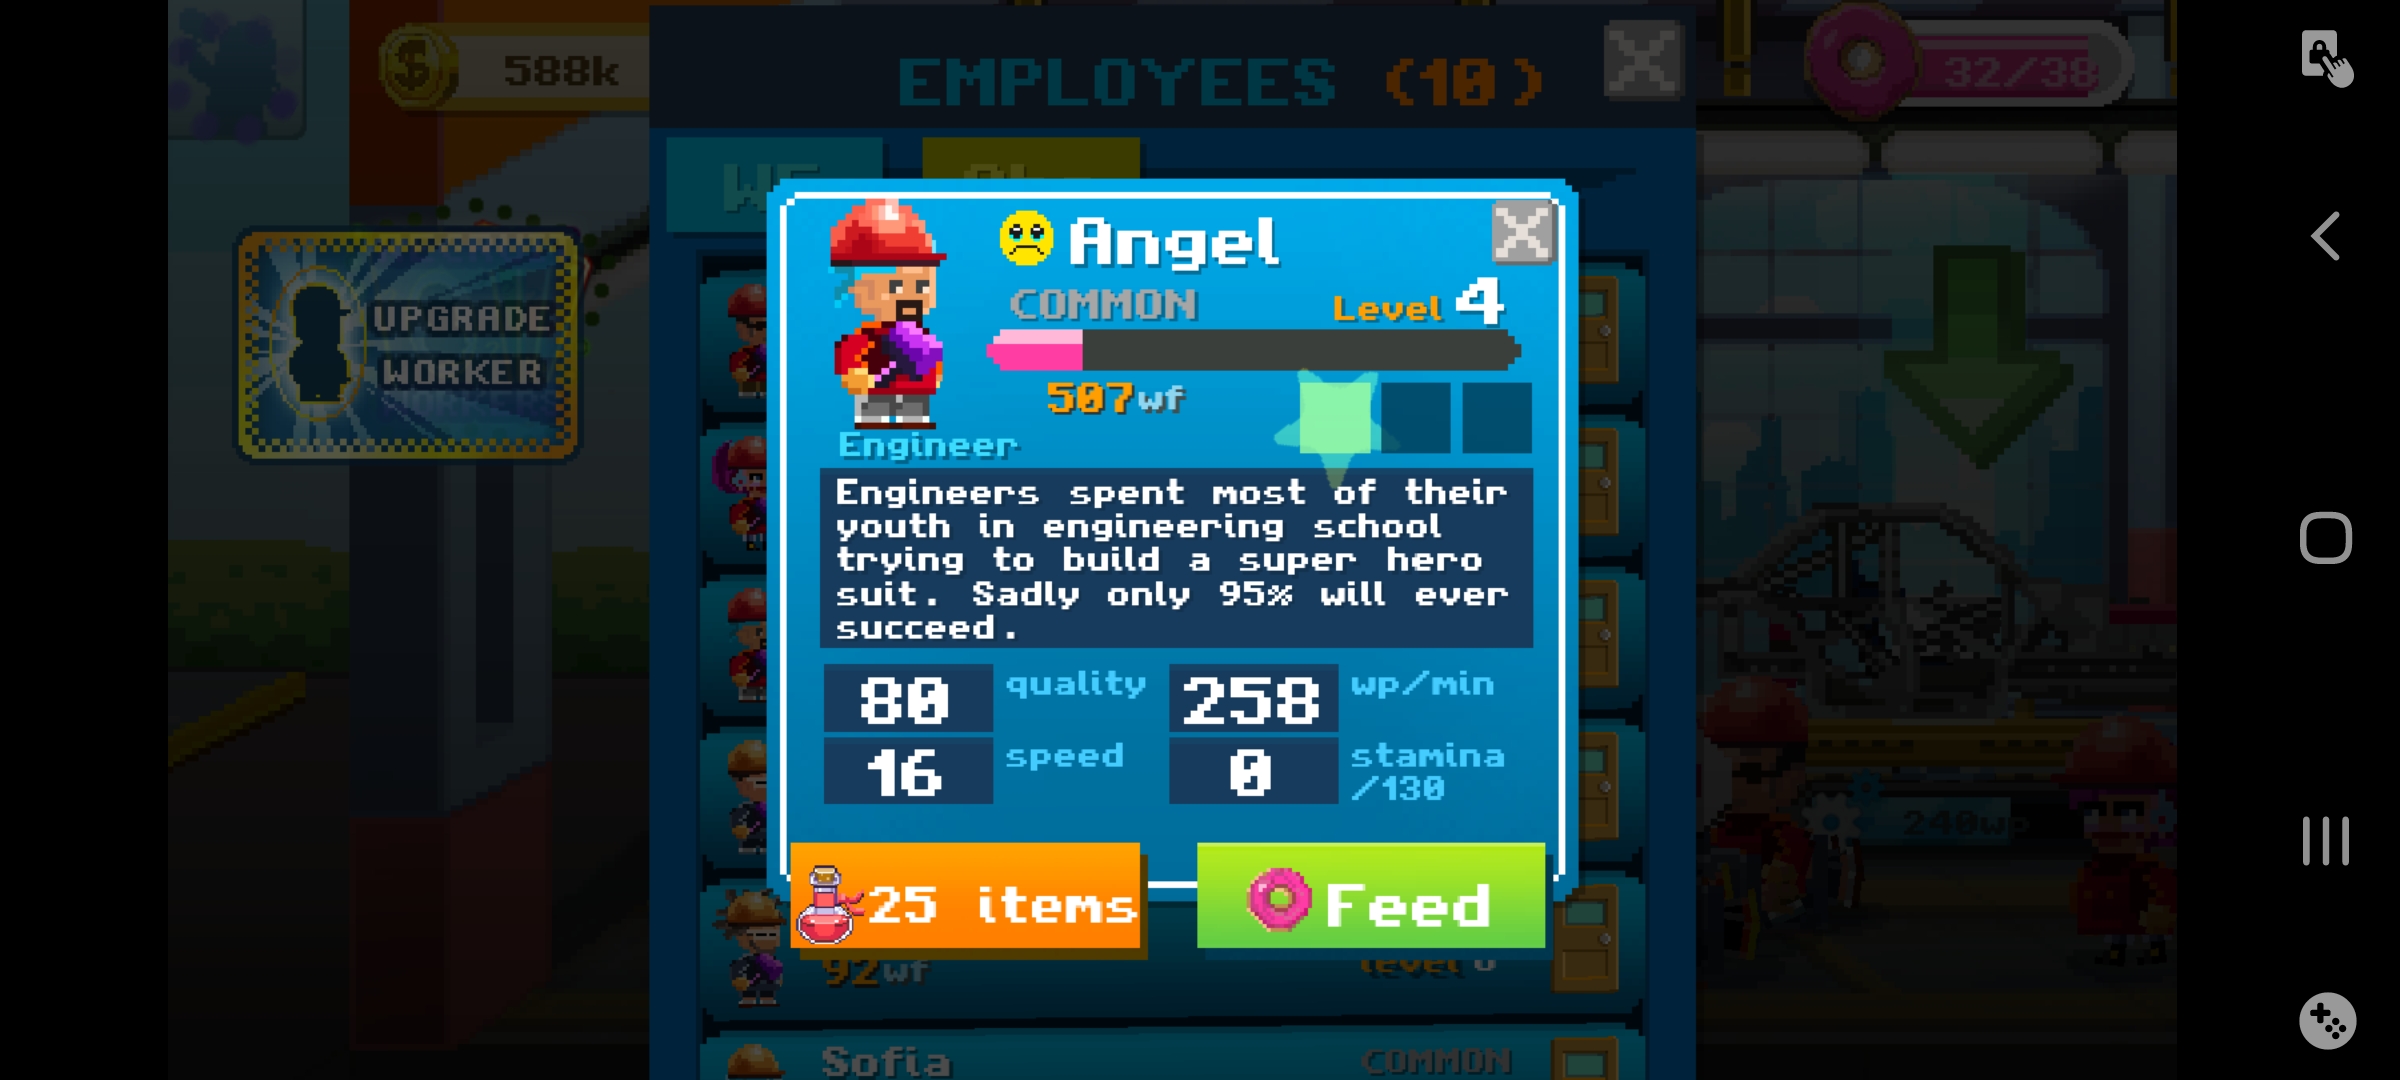 588k
EMPLOYEES (10)
32/38
UPGRADE
WORKER
Angel
COMMON
Level 4
507wf
Engineer
Engineers spent most of their
youth in engineering school
trying to build a super hero
suit. Sadly only 95% will ever
succeed.
80 quality
258 wp/min
16 speed
0 stamina
/130
240wp
25 items
Feed
92wf
level
Sofia
COMMON